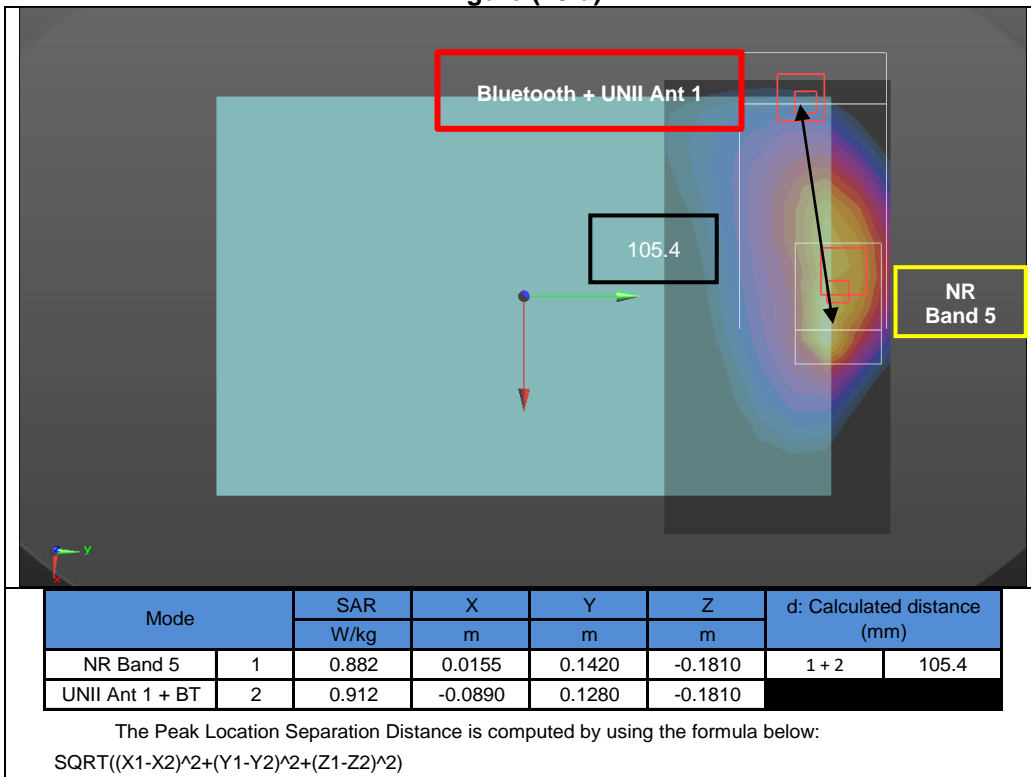 Bluetooth + UNII Ant 1
105.4
NR
Band 5
y
x
Mode SAR X Y Z d: Calculated distance (mm)
W/kg m m m
NR Band 5 1 0.882 0.0155 0.1420 -0.1810 1 + 2 105.4
UNII Ant 1 + BT 2 0.912 -0.0890 0.1280 -0.1810
The Peak Location Separation Distance is computed by using the formula below:
SQRT((X1-X2)^2+(Y1-Y2)^2+(Z1-Z2)^2)